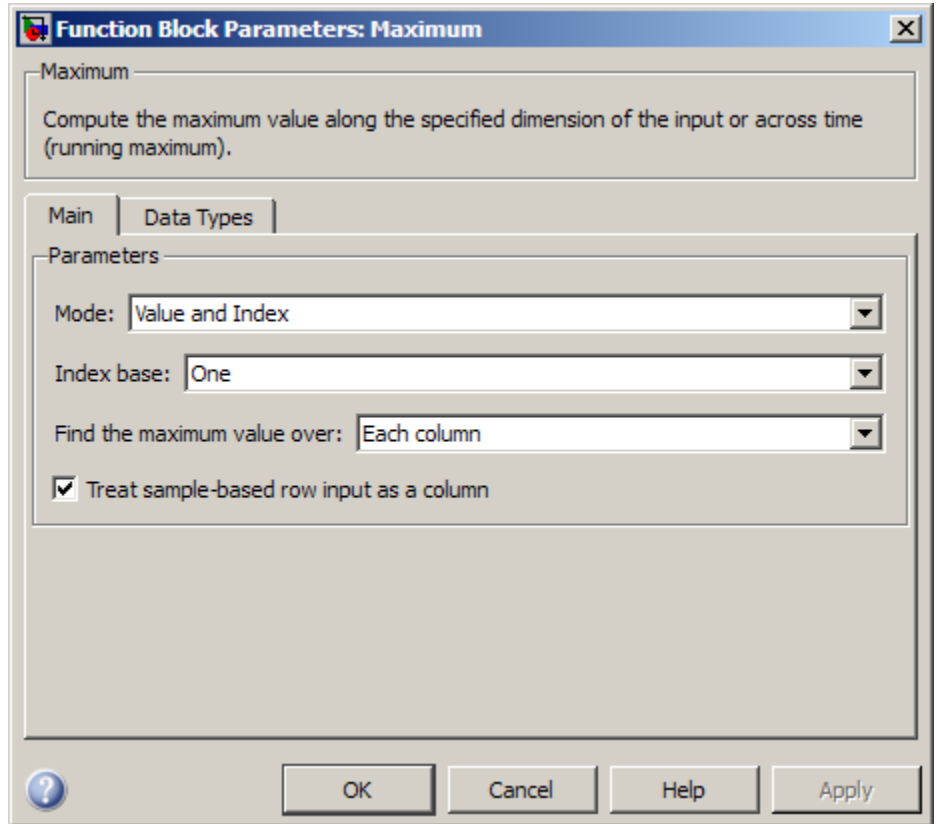 Function Block Parameters: Maximum
Maximum
Compute the maximum value along the specified dimension of the input or across time
(running maximum).
Main
Data Types
Parameters
Mode: Value and Index
Index base: One
Find the maximum value over: Each column
Treat sample-based row input as a column
OK
Cancel
Help
Apply